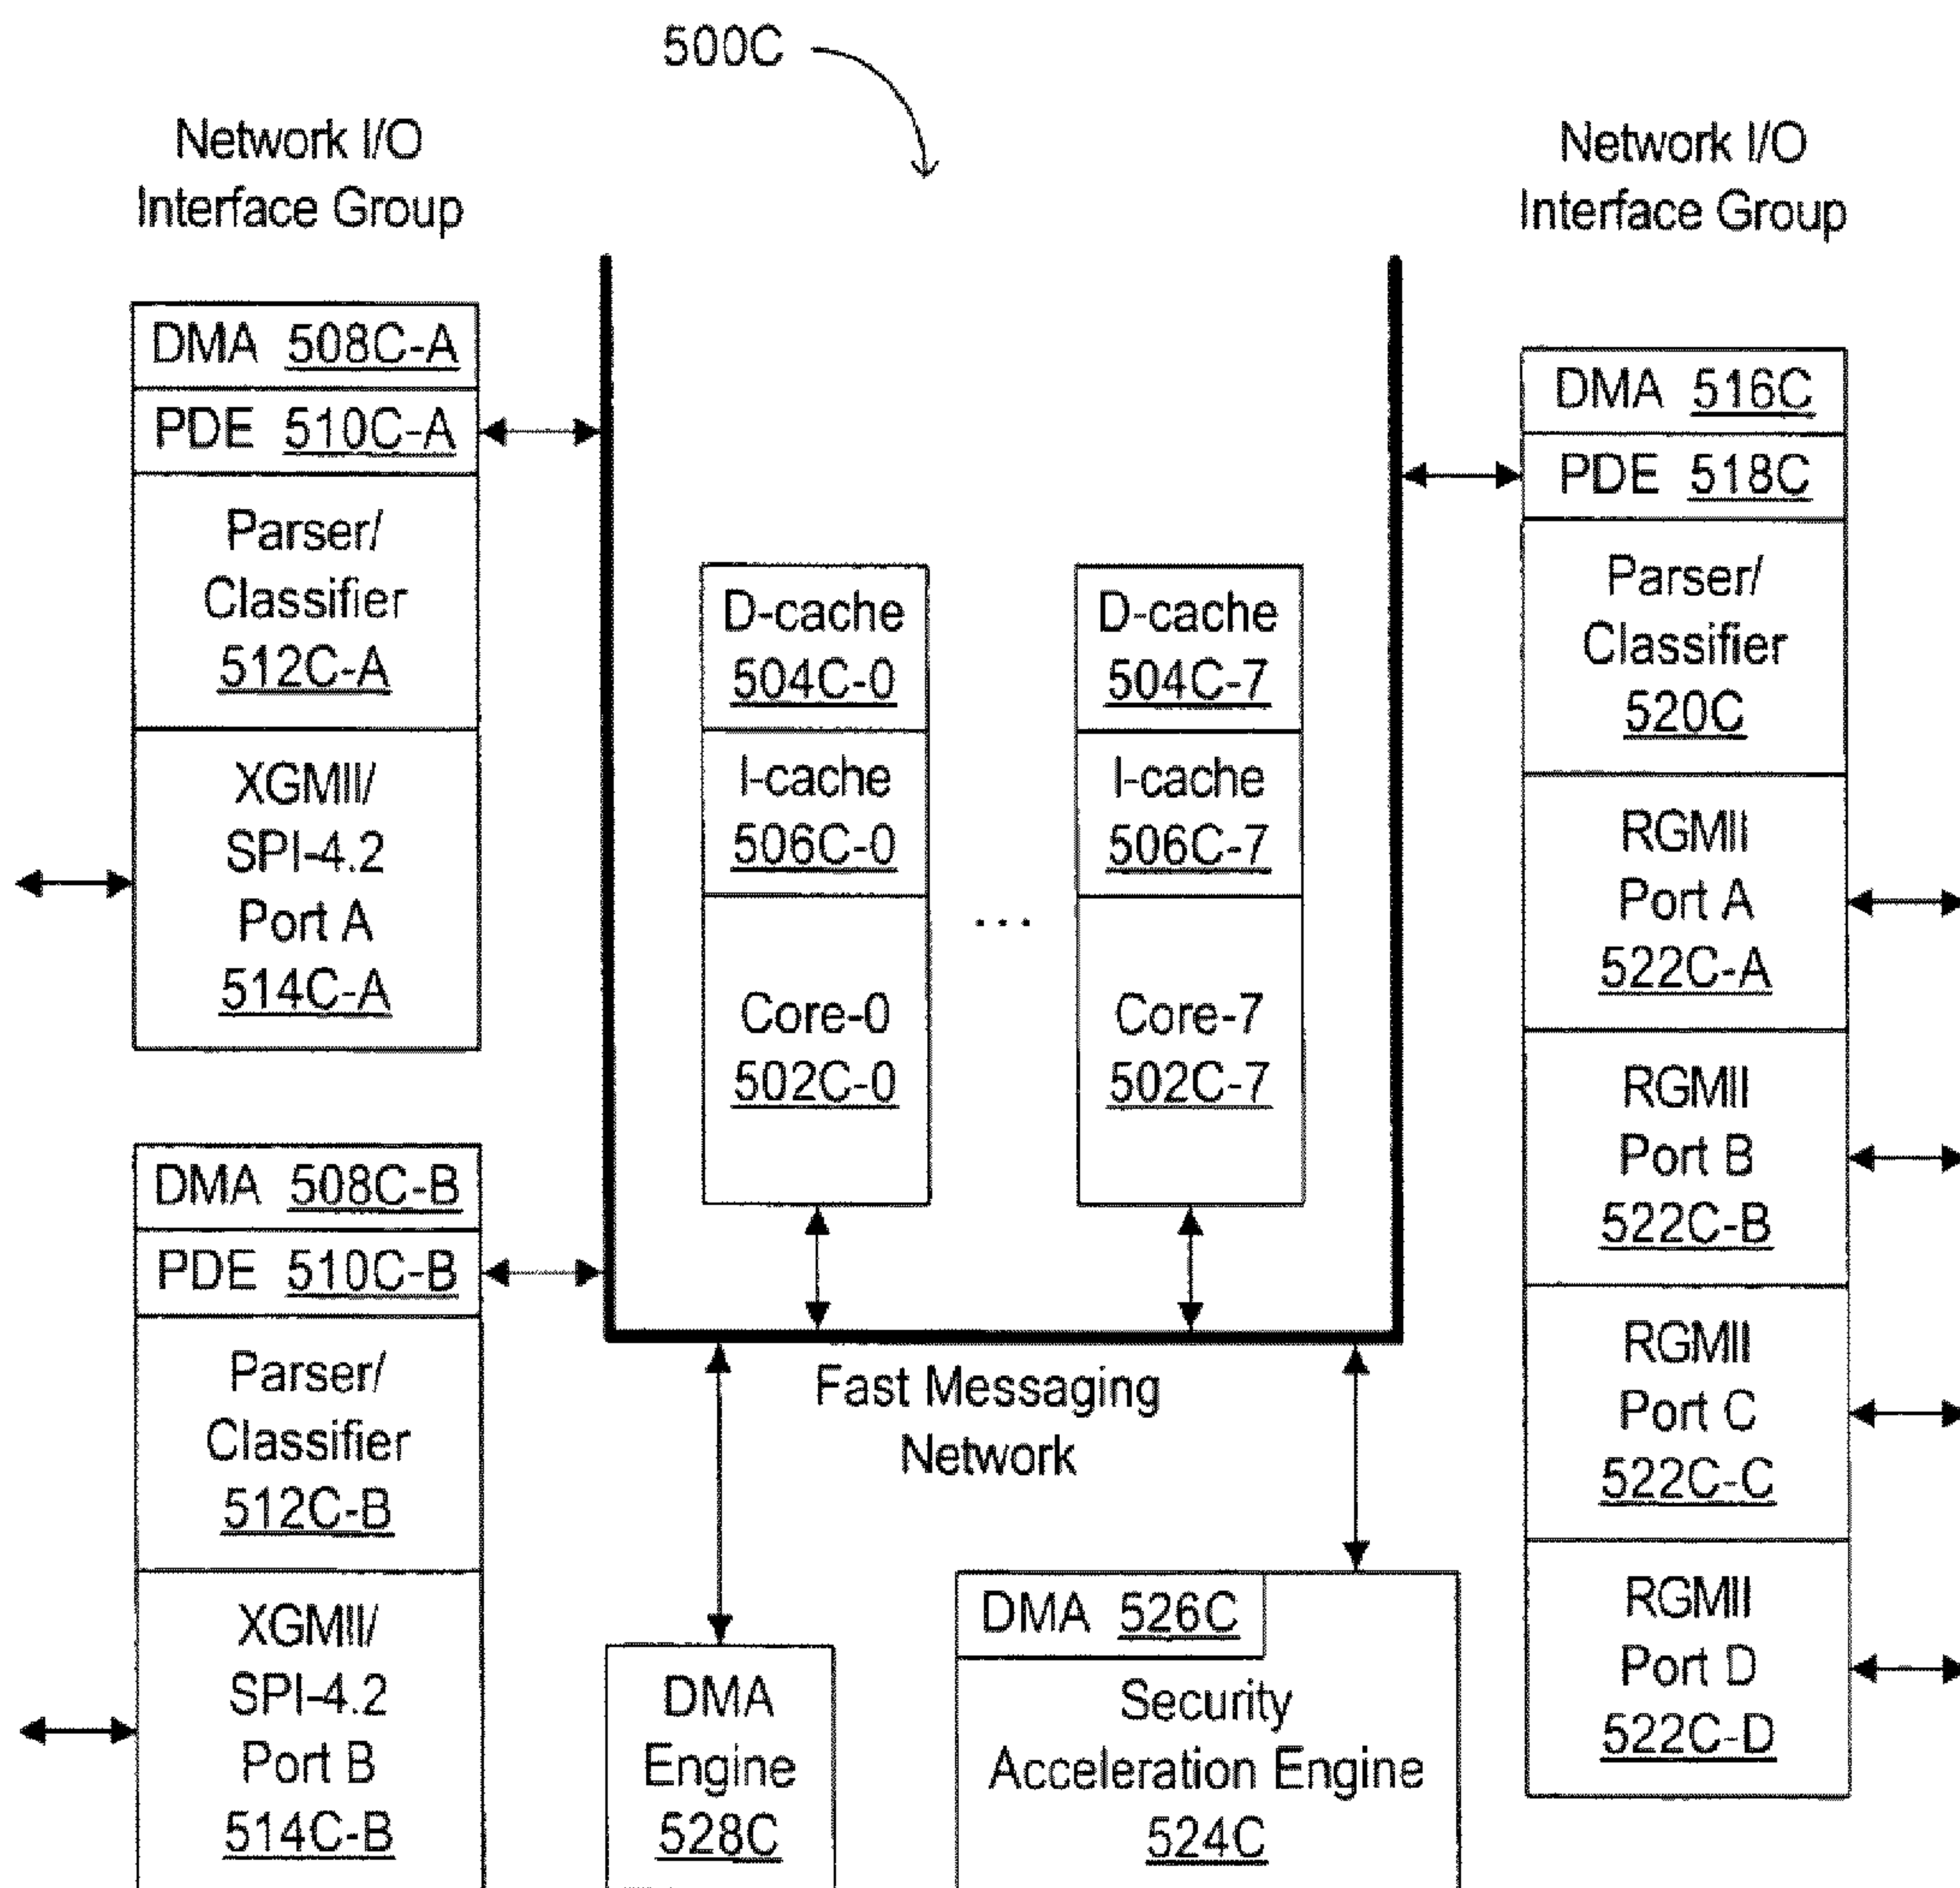 500C
Network I/O
Interface Group
DMA 508C-A
PDE 510C-A
Parser/
Classifier
512C-A
XGMII/
SPI-4.2
Port A
514C-A
DMA 508C-B
PDE 510C-B
Parser/
Classifier
512C-B
XGMII/
SPI-4.2
Port B
514C-B
D-cache
504C-0
I-cache
506C-0
Core-0
502C-0
...
D-cache
504C-7
I-cache
506C-7
Core-7
502C-7
Fast Messaging
Network
DMA
Engine
528C
DMA 526C
Security
Acceleration Engine
524C
Network I/O
Interface Group
DMA 516C
PDE 518C
Parser/
Classifier
520C
RGMII
Port A
522C-A
RGMII
Port B
522C-B
RGMII
Port C
522C-C
RGMII
Port D
522C-D